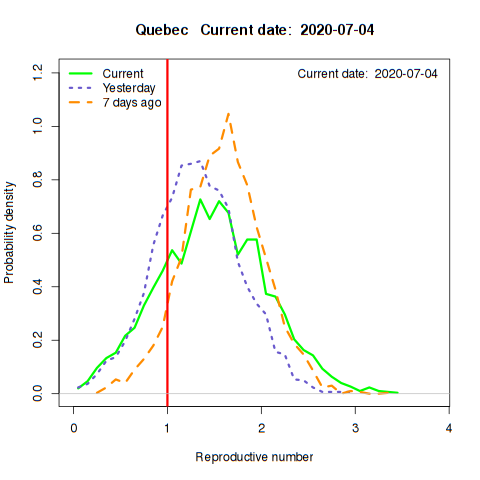 Quebec   Current date:  2020-07-04
Current
Yesterday
7 days ago
Current date:  2020-07-04
Probability density
1.2
1.0
0.8
0.6
0.4
0.2
0.0
0 1 2 3 4
Reproductive number